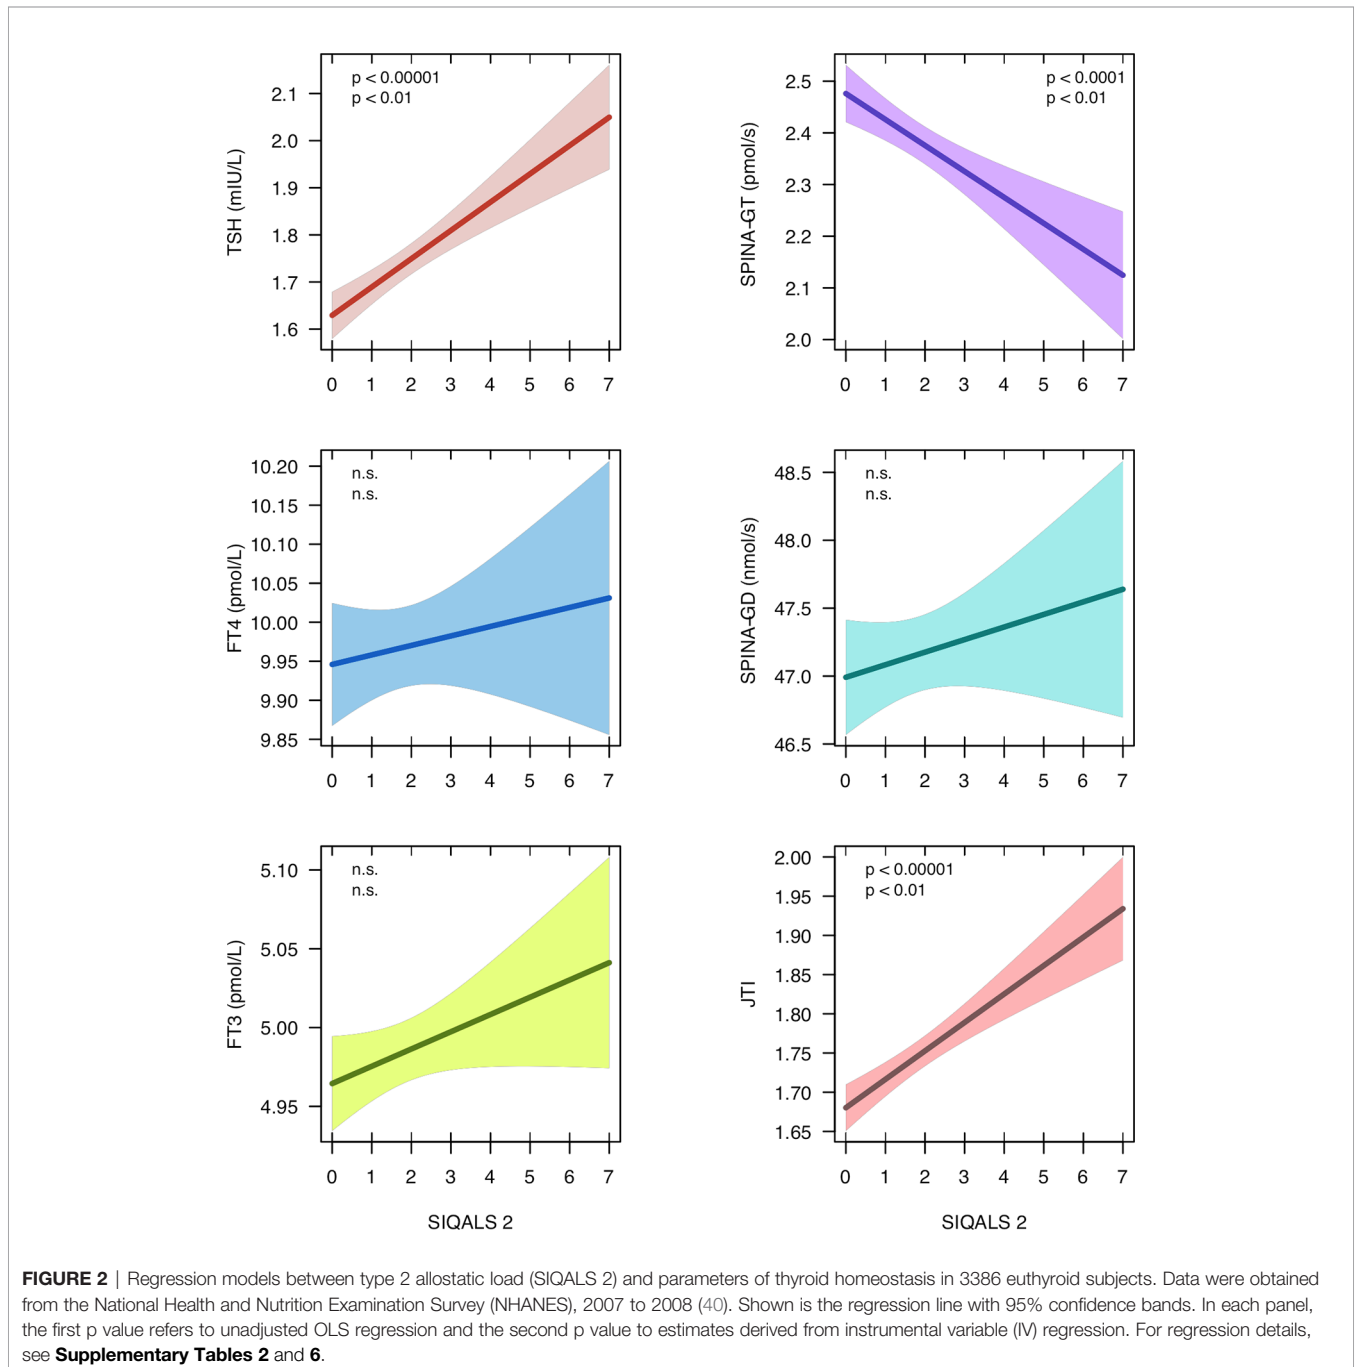 p < 0.00001
p < 0.01
TSH (mIU/L)
2.1
2.0
1.9
1.8
1.7
1.6
0 1 2 3 4 5 6 7
p < 0.0001
p < 0.01
SPINA-GT (pmol/s)
2.5
2.4
2.3
2.2
2.1
2.0
0 1 2 3 4 5 6 7
n.s.
n.s.
FT4 (pmol/L)
10.20
10.15
10.10
10.05
10.00
9.95
9.90
9.85
0 1 2 3 4 5 6 7
n.s.
n.s.
SPINA-GD (nmol/s)
48.5
48.0
47.5
47.0
46.5
0 1 2 3 4 5 6 7
n.s.
n.s.
FT3 (pmol/L)
5.10
5.05
5.00
4.95
0 1 2 3 4 5 6 7
SIQALS 2
p < 0.00001
p < 0.01
JTI
2.00
1.95
1.90
1.85
1.80
1.75
1.70
1.65
0 1 2 3 4 5 6 7
SIQALS 2
FIGURE 2 | Regression models between type 2 allostatic load (SIQALS 2) and parameters of thyroid homeostasis in 3386 euthyroid subjects. Data were obtained
from the National Health and Nutrition Examination Survey (NHANES), 2007 to 2008 (40). Shown is the regression line with 95% confidence bands. In each panel,
the first p value refers to unadjusted OLS regression and the second p value to estimates derived from instrumental variable (IV) regression. For regression details,
see Supplementary Tables 2 and 6.